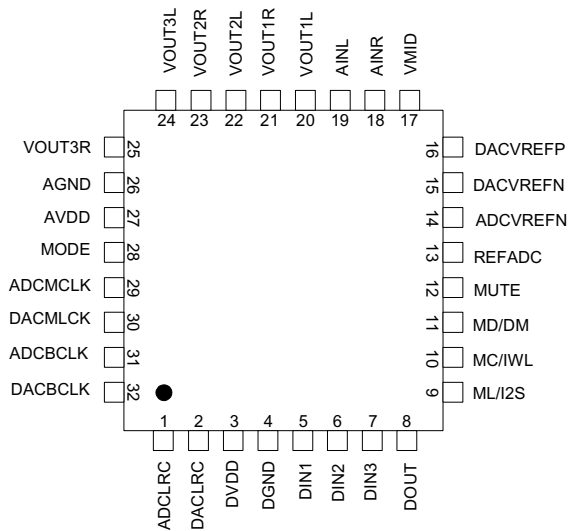 VOUT3L
VOUT2R
VOUT2L
VOUT1R
VOUT1L
AINL
AINR
VMID
24
23
22
21
20
19
18
17
VOUT3R
25
AGND
26
AVDD
27
MODE
28
ADCMCLK
29
DACMLCK
30
ADCBCLK
31
DACBCLK
32
16
DACVREFP
15
DACVREFN
14
ADCVREFN
13
REFADC
12
MUTE
11
MD/DM
10
MC/IWL
9
ML/I2S
1
2
3
4
5
6
7
8
ADCLRC
DACLRC
DVDD
DGND
DIN1
DIN2
DIN3
DOUT